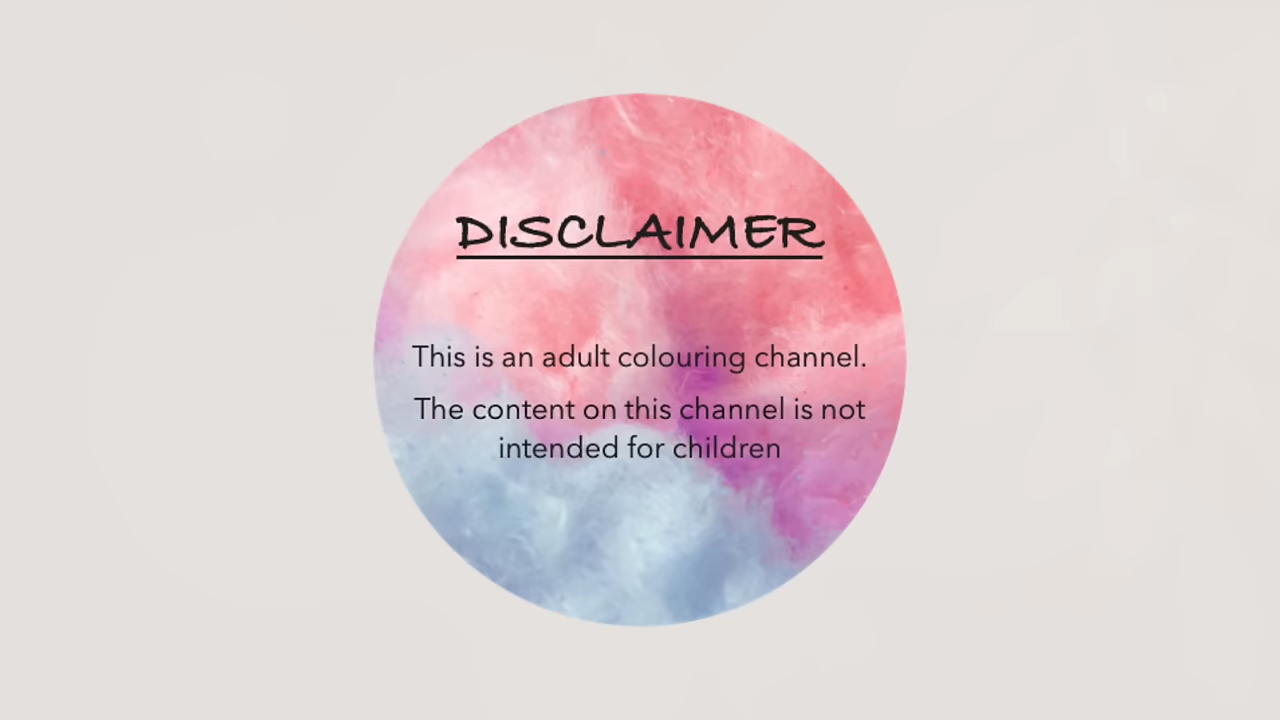 DISCLAIMER
This is an adult colouring channel.
The content on this channel is not
intended for children